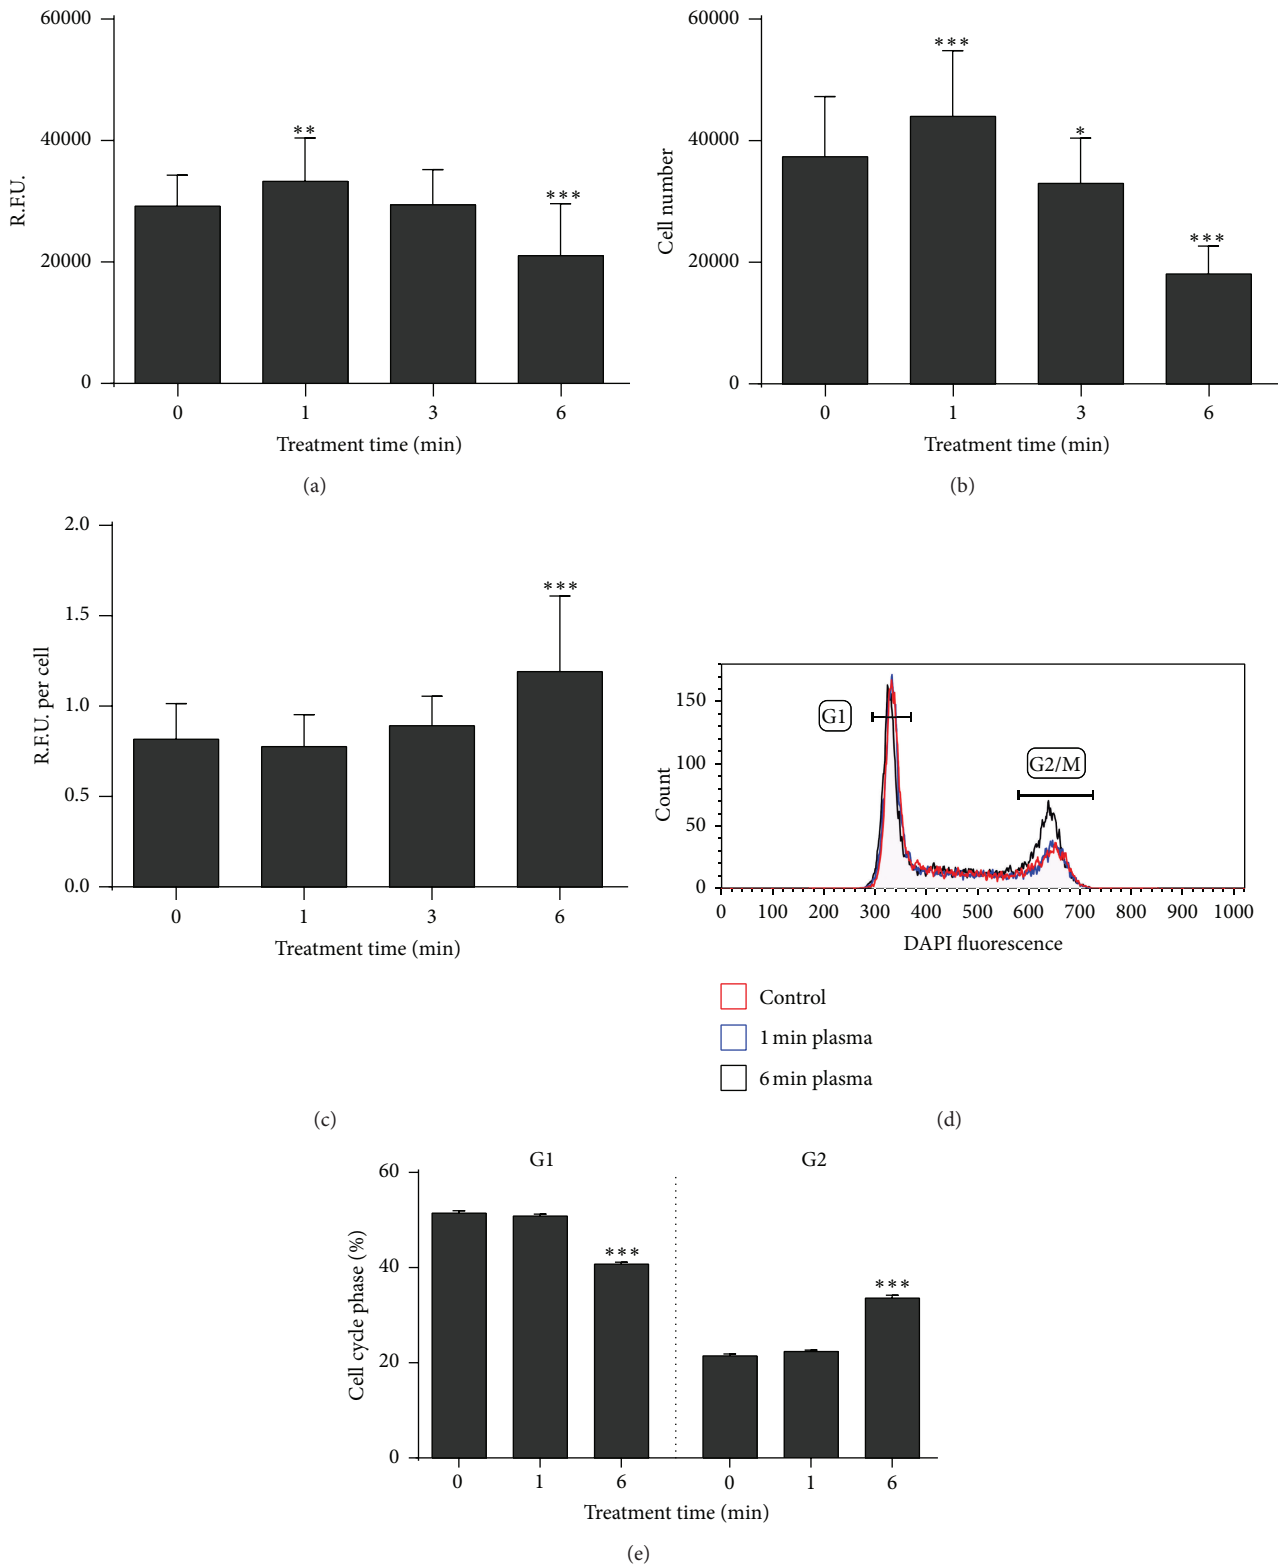 60000
40000
20000
0
R.F.U.
**
***
0 1 3 6
Treatment time (min)
(a)
60000
40000
20000
0
Cell number
***
*
***
0 1 3 6
Treatment time (min)
(b)
2.0
1.5
1.0
0.5
0.0
R.F.U. per cell
***
0 1 3 6
Treatment time (min)
(c)
150
100
50
0
Count
G1
G2/M
0 100 200 300 400 500 600 700 800 900 1000
DAPI fluorescence
Control
1 min plasma
6 min plasma
(d)
G1 G2
60
40
20
0
Cell cycle phase (%)
***
***
0 1 6 0 1 6
Treatment time (min)
(e)